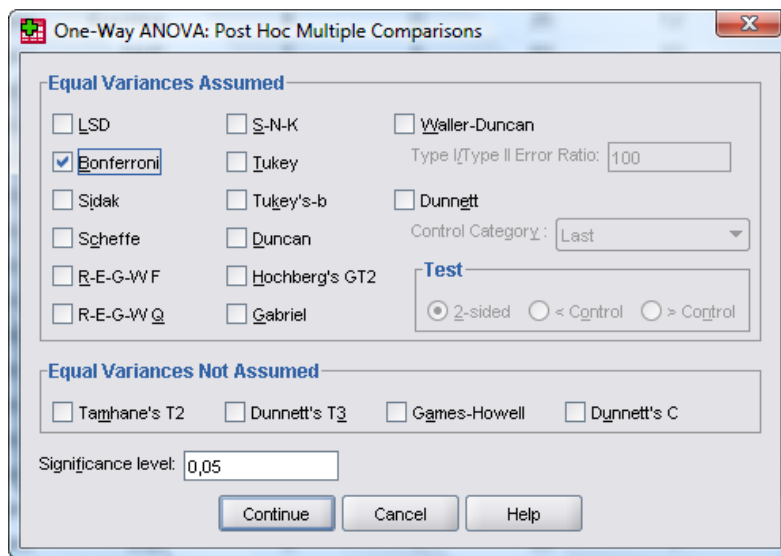 One-Way ANOVA: Post Hoc Multiple Comparisons
Equal Variances Assumed
LSD
S-N-K
Waller-Duncan
Bonferroni
Tukey
Type I/Type II Error Ratio: 100
Sidak
Tukey's-b
Dunnett
Scheffe
Duncan
Control Category : Last
R-E-G-W F
Hochberg's GT2
Test
R-E-G-W Q
Gabriel
2-sided
< Control
> Control
Equal Variances Not Assumed
Tamhane's T2
Dunnett's T3
Games-Howell
Dunnett's C
Significance level: 0,05
Continue
Cancel
Help